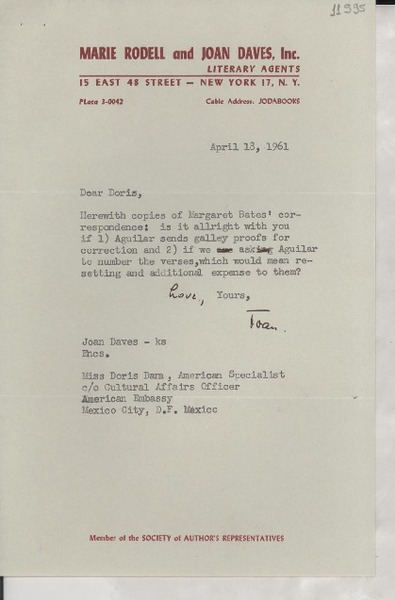 11995
MARIE RODELL and JOAN DAVES, Inc.
LITERARY AGENTS
15 EAST 48 STREET — NEW YORK 17, N. Y.
PLaza 3-0042 Cable Address, JODABOOKS
April 18, 1961
Dear Doris,
Herewith copies of Margaret Bates' cor-
respondence: is it allright with you
if 1) Aguilar sends galley proofs for
correction and 2) if we asking Aguilar
to number the verses,which would mean re-
setting and additional expense to them?
Love, Yours,
Joan.
Joan Daves - ks
Encs.
Miss Doris Dana, American Specialist
c/o Cultural Affairs Officer
American Embassy
Mexico City, D.F. Mexico
Member of the SOCIETY of AUTHOR'S REPRESENTATIVES